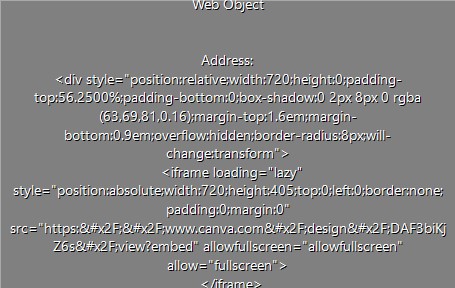 Web Object
Address:
<div style="position:relative;width:720;height:0;padding-
top:56.2500%;padding-bottom:0;box-shadow:0 2px 8px 0 rgba
(63,69,81,0.16);margin-top:1.6em;margin-
bottom:0.9em;overflow:hidden;border-radius:8px;will-
change:transform">
<iframe loading="lazy"
style="position:absolute;width:720;height:405;top:0;left:0;border:none;
padding:0;margin:0"
src="https:&#x2F;&#x2F;www.canva.com&#x2F;design&#x2F;DAF3biKj
Z6s&#x2F;view?embed" allowfullscreen="allowfullscreen"
allow="fullscreen">
</iframe>